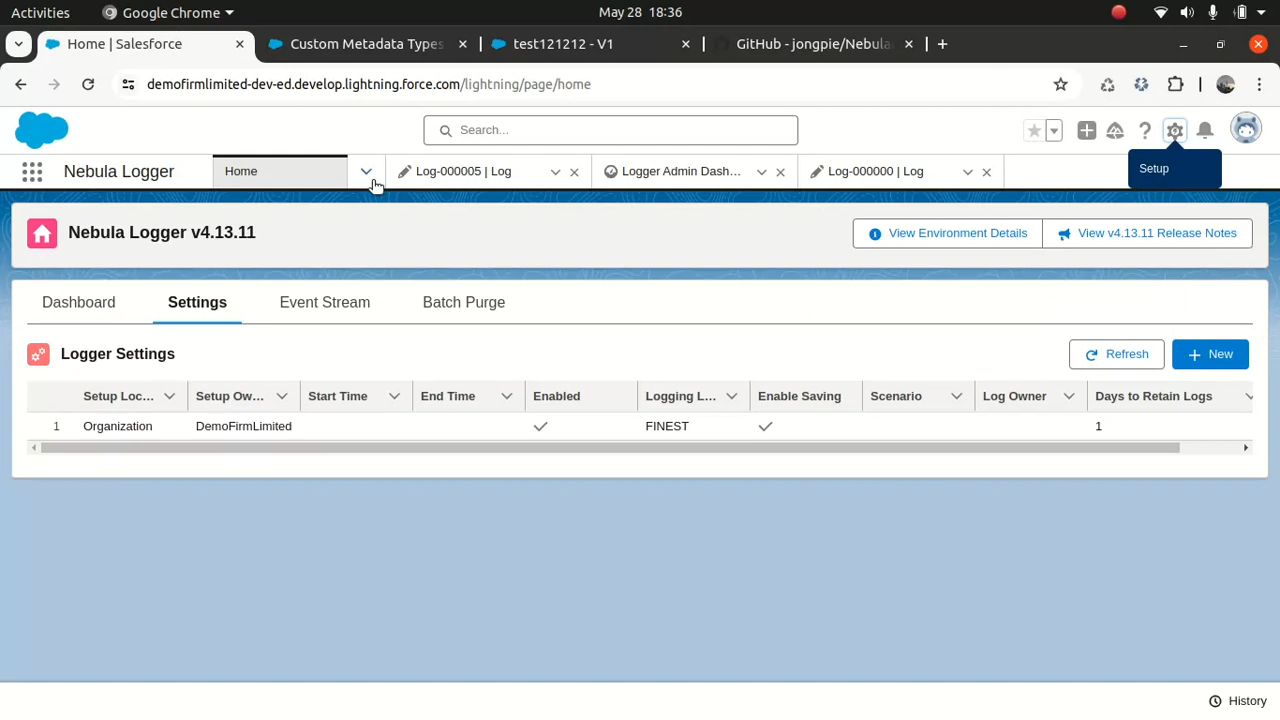 Activities Google Chrome May 28 18:36
Home | Salesforce Custom Metadata Types test121212 - V1 GitHub - jongpie/Nebula
demofirmlimited-dev-ed.develop.lightning.force.com/lightning/page/home
Search...
Nebula Logger Home Log-000005 | Log Logger Admin Dash... Log-000000 | Log Setup
Nebula Logger v4.13.11 View Environment Details View v4.13.11 Release Notes
Dashboard Settings Event Stream Batch Purge
Logger Settings Refresh New
Setup Loc... Setup Ow... Start Time End Time Enabled Logging L... Enable Saving Scenario Log Owner Days to Retain Logs
1 Organization DemoFirmLimited FINEST 1
History